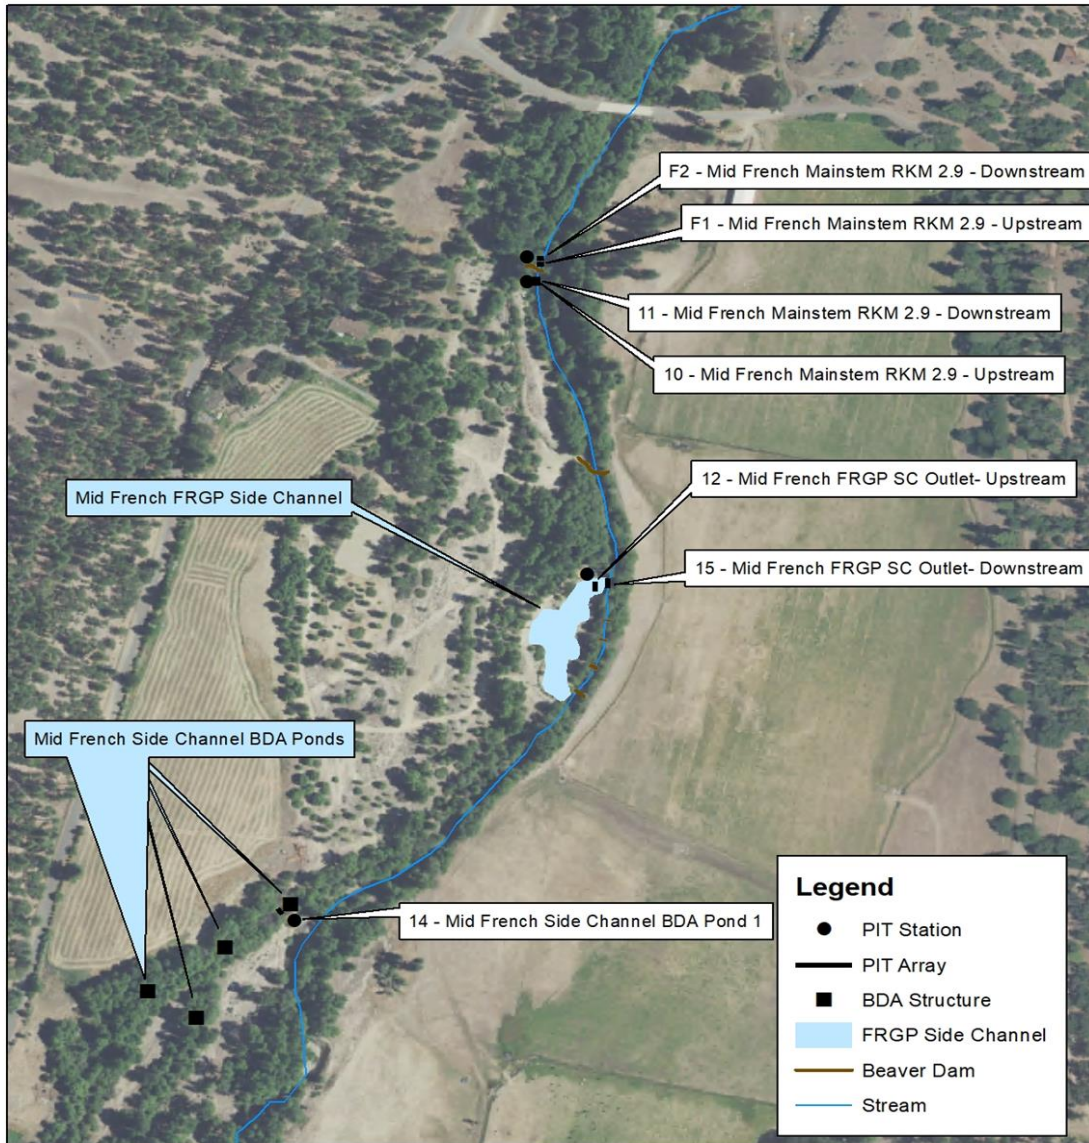 F2 - Mid French Mainstem RKM 2.9 - Downstream
F1 - Mid French Mainstem RKM 2.9 - Upstream
11 - Mid French Mainstem RKM 2.9 - Downstream
10 - Mid French Mainstem RKM 2.9 - Upstream
Mid French FRGP Side Channel
12 - Mid French FRGP SC Outlet- Upstream
15 - Mid French FRGP SC Outlet- Downstream
Mid French Side Channel BDA Ponds
14 - Mid French Side Channel BDA Pond 1
Legend
PIT Station
PIT Array
BDA Structure
FRGP Side Channel
Beaver Dam
Stream